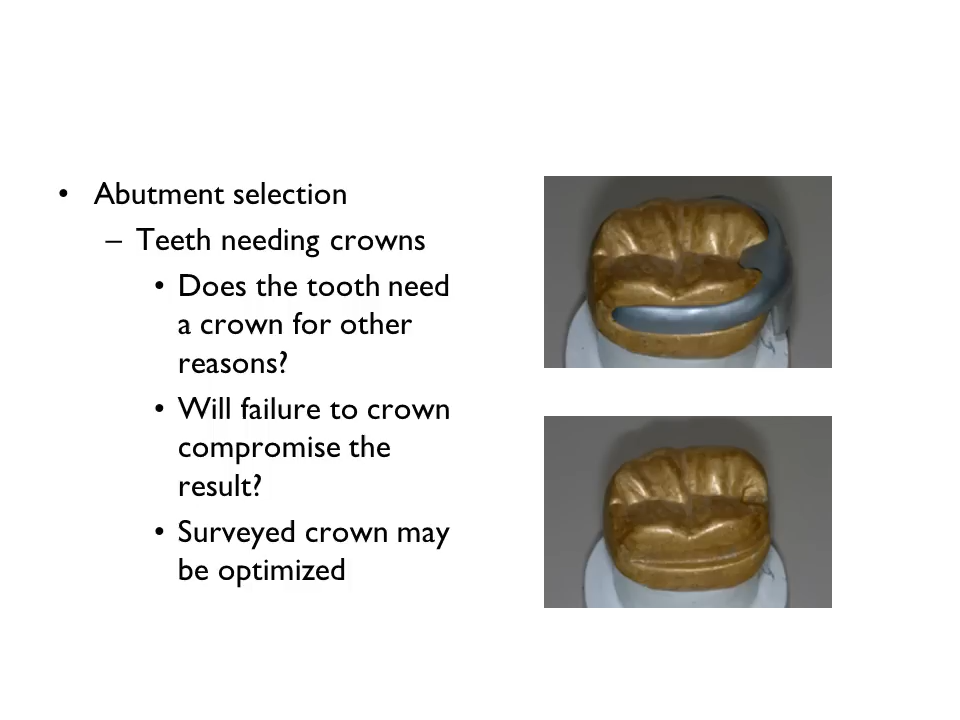 • Abutment selection
– Teeth needing crowns
• Does the tooth need
a crown for other
reasons?
• Will failure to crown
compromise the
result?
• Surveyed crown may
be optimized